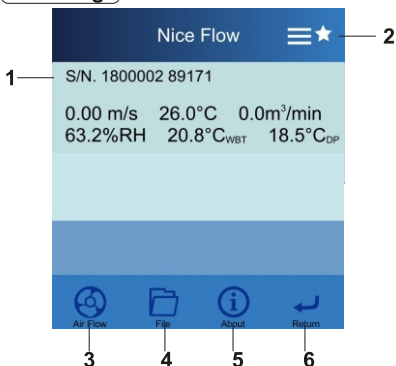 Nice Flow
2
1
S/N. 1800002 89171
0.00 m/s 26.0°C 0.0m³/min
63.2%RH 20.8°CWBT 18.5°CDP
Air Flow File About Return
3 4 5 6